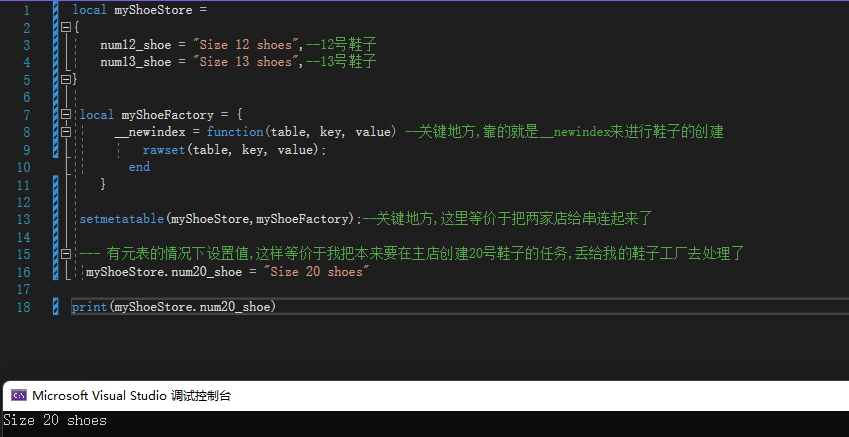 1 local myShoeStore =
2 {
3 num12_shoe = "Size 12 shoes",--12号鞋子
4 num13_shoe = "Size 13 shoes",--13号鞋子
5 }
6
7 local myShoeFactory = {
8 __newindex = function(table, key, value) --关键地方,靠的就是__newindex来进行鞋子的创建
9 rawset(table, key, value);
10 end
11 }
12
13 setmetatable(myShoeStore,myShoeFactory);--关键地方,这里等价于把两家店给串连起来了
14
15 --- 有元表的情况下设置值,这样等价于我把本来要在主店创建20号鞋子的任务,丢给我的鞋子工厂去处理了
16 myShoeStore.num20_shoe = "Size 20 shoes"
17
18 print(myShoeStore.num20_shoe)
C:\ Microsoft Visual Studio 调试控制台
Size 20 shoes